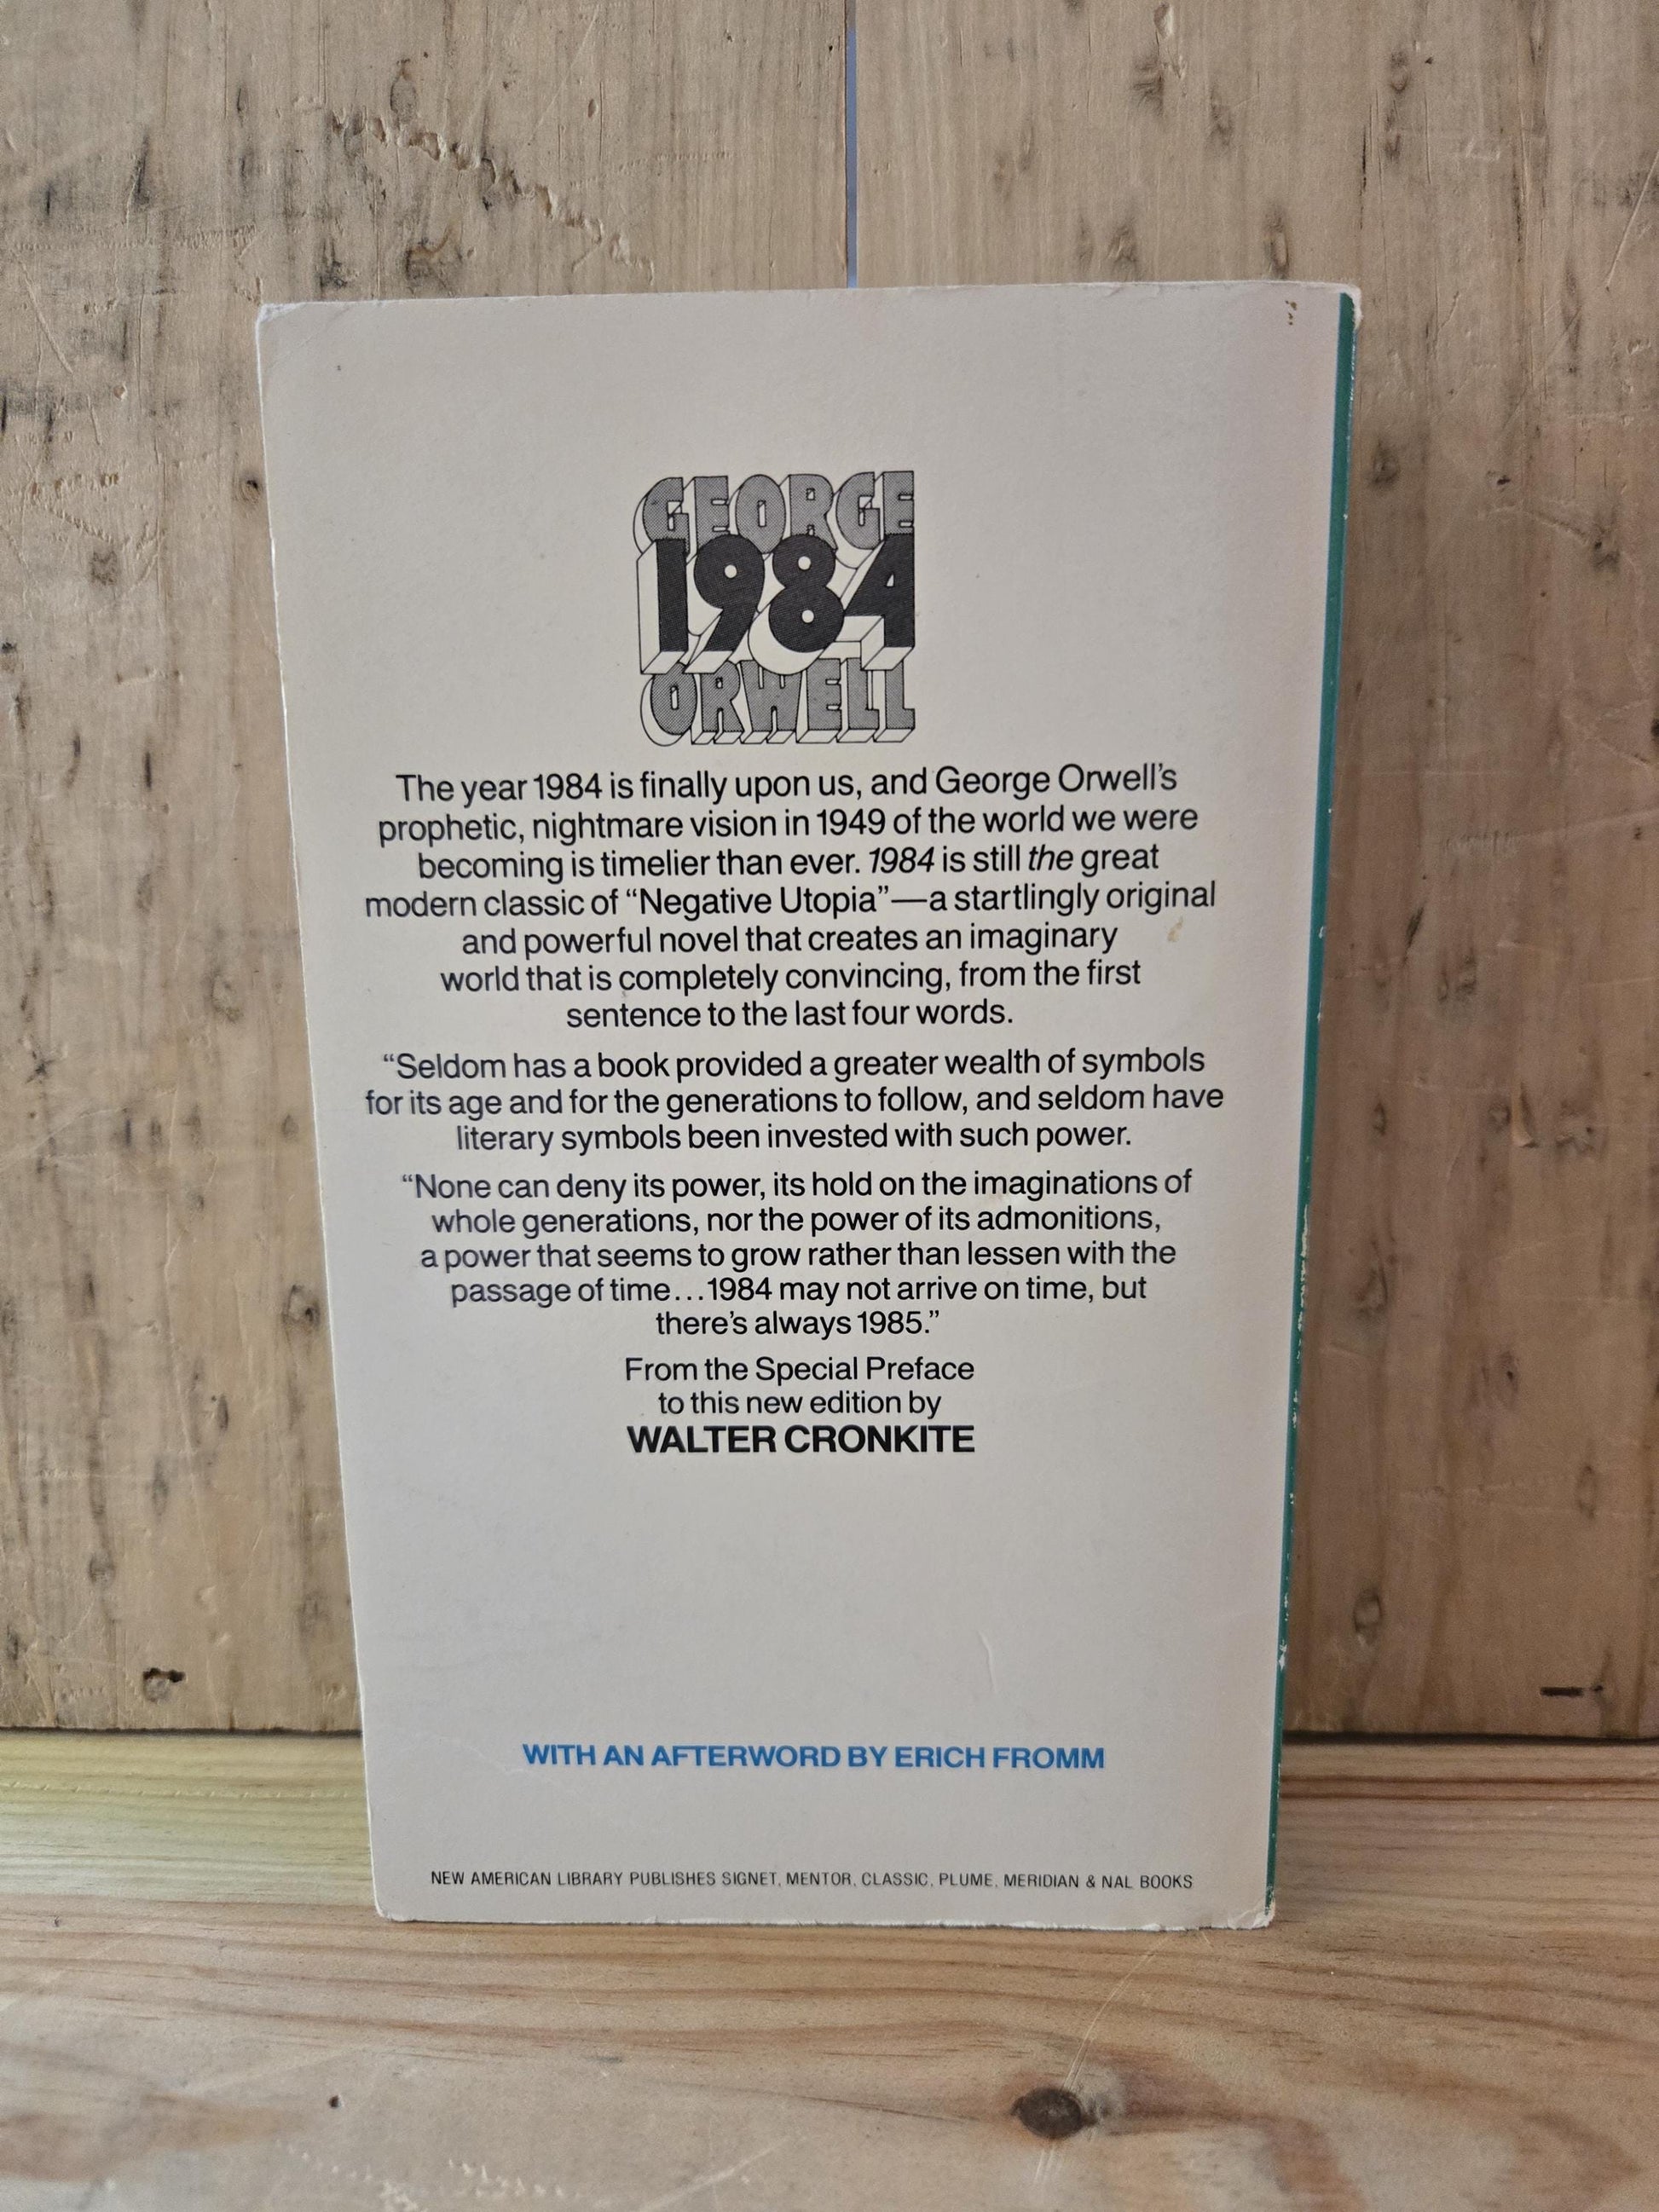 GEORGE
1984
ORWELL
The year 1984 is finally upon us, and George Orwell's
prophetic, nightmare vision in 1949 of the world we were
becoming is timelier than ever. 1984 is still the great
modern classic of “Negative Utopia”—a startlingly original
and powerful novel that creates an imaginary
world that is completely convincing, from the first
sentence to the last four words.
“Seldom has a book provided a greater wealth of symbols
for its age and for the generations to follow, and seldom have
literary symbols been invested with such power.
“None can deny its power, its hold on the imaginations of
whole generations, nor the power of its admonitions,
a power that seems to grow rather than lessen with the
passage of time...1984 may not arrive on time, but
there's always 1985.”
From the Special Preface
to this new edition by
WALTER CRONKITE
WITH AN AFTERWORD BY ERICH FROMM
NEW AMERICAN LIBRARY PUBLISHES SIGNET, MENTOR, CLASSIC, PLUME, MERIDIAN & NAL BOOKS